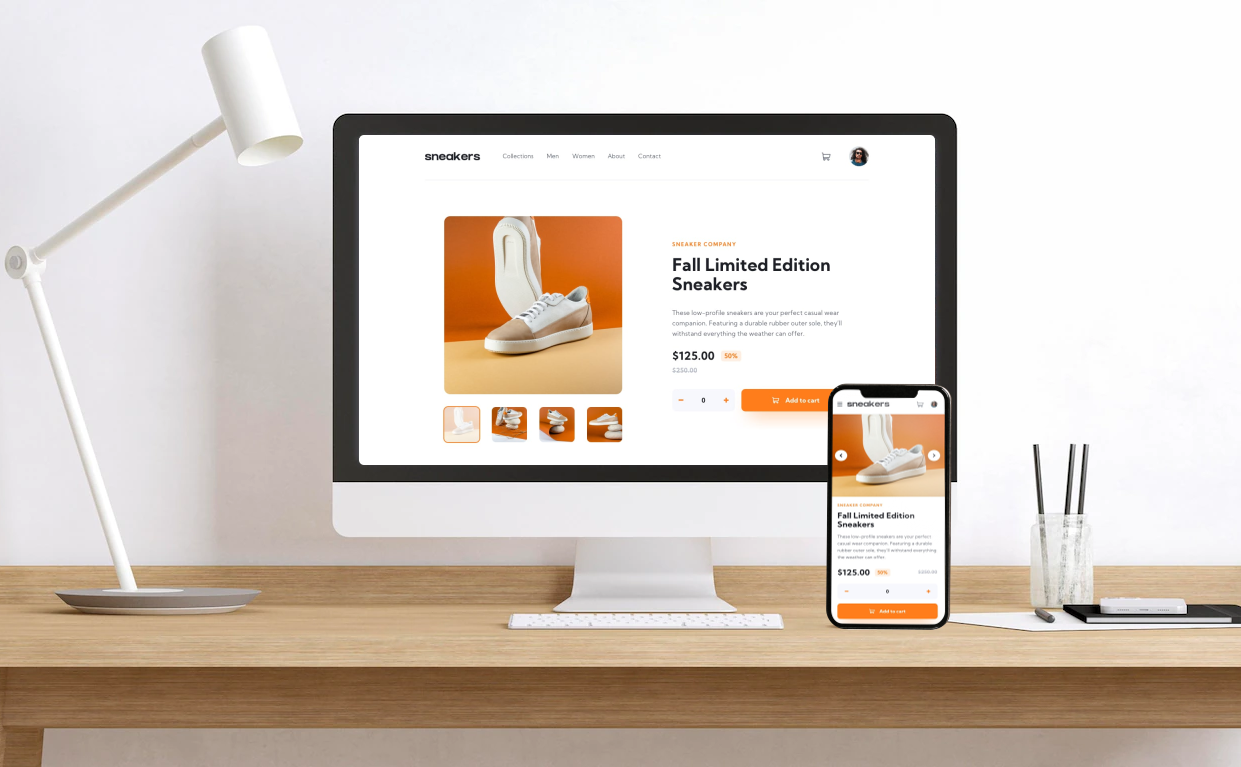 sneakers
Collections Men Women About Contact
SNEAKER COMPANY
Fall Limited Edition
Sneakers
These low-profile sneakers are your perfect casual wear
companion. Featuring a durable rubber outer sole, they'll
withstand everything the weather can offer.
$125.00 50%
$250.00
0 Add to cart
sneakers
SNEAKER COMPANY
Fall Limited Edition
Sneakers
These low-profile sneakers are your perfect
casual wear companion. Featuring a durable
rubber outer sole, they'll withstand everything
the weather can offer.
$125.00 50% $250.00
0
Add to cart